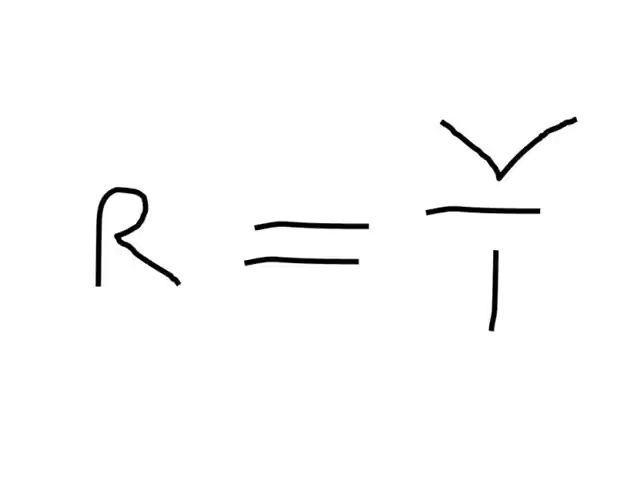 R = V/I